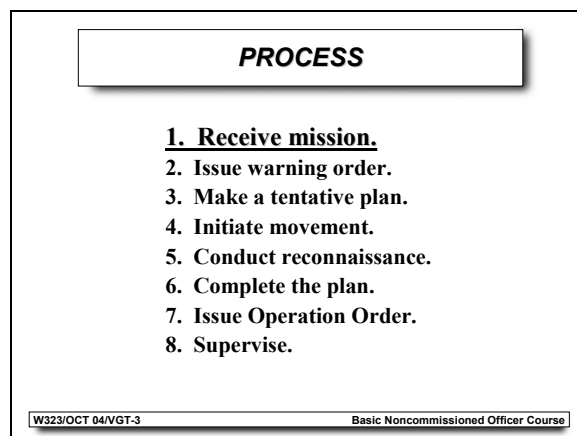 PROCESS
1. Receive mission.
2. Issue warning order.
3. Make a tentative plan.
4. Initiate movement.
5. Conduct reconnaissance.
6. Complete the plan.
7. Issue Operation Order.
8. Supervise.
W323/OCT 04/VGT-3 Basic Noncommissioned Officer Course